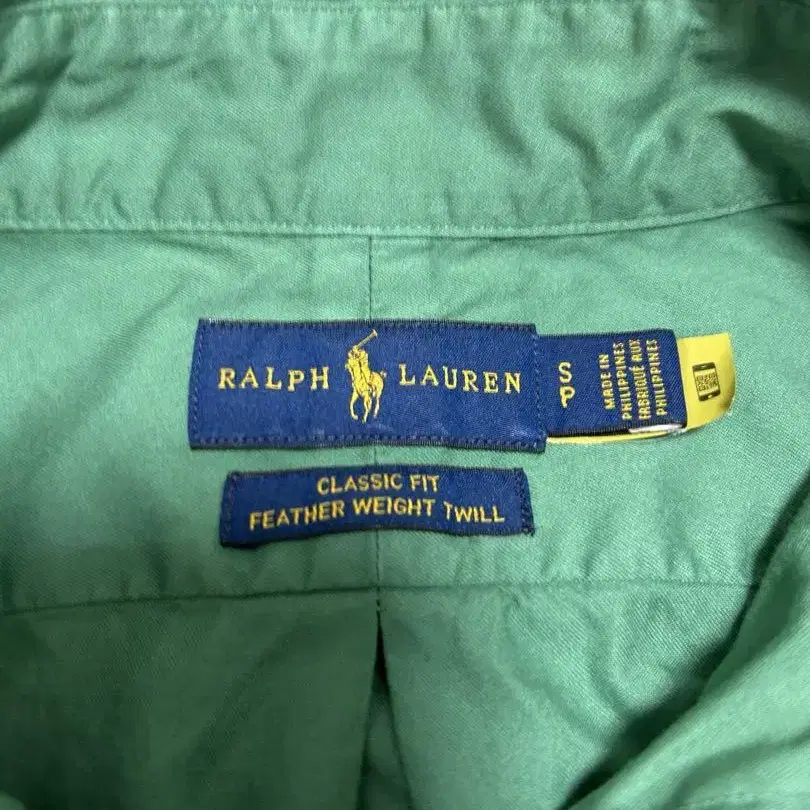 RALPH LAUREN
S
P
MADE IN
PHILIPPINES
FABRIQUÉ AUX
PHILIPPINES
CLASSIC FIT
FEATHER WEIGHT TWILL